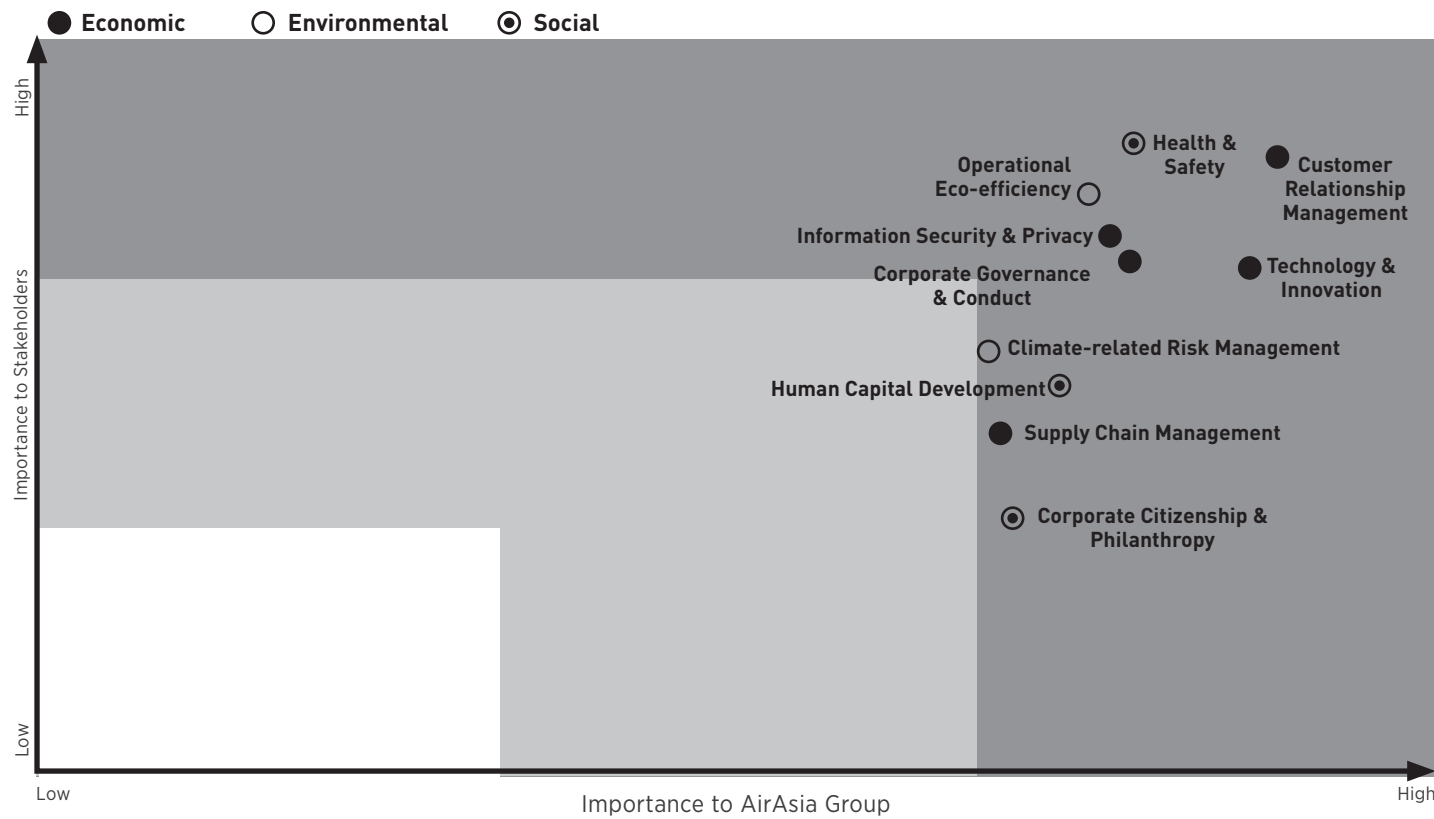 Economic
Environmental
Social
High
Importance to Stakeholders
Low
Health &
Safety
Operational
Eco-efficiency
Customer
Relationship
Management
Information Security & Privacy
Corporate Governance
& Conduct
Technology &
Innovation
Climate-related Risk Management
Human Capital Development
Supply Chain Management
Corporate Citizenship &
Philanthropy
Low
Importance to AirAsia Group
High